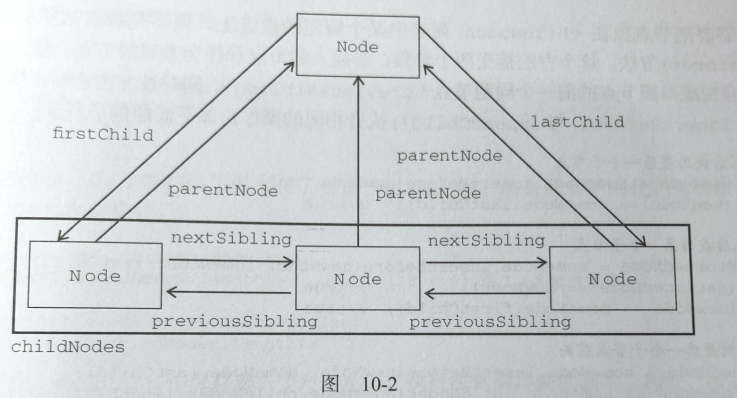 Node
firstChild
lastChild
parentNode
parentNode
parentNode
nextSibling
nextSibling
Node
Node
Node
previousSibling
previousSibling
childNodes
图 10-2